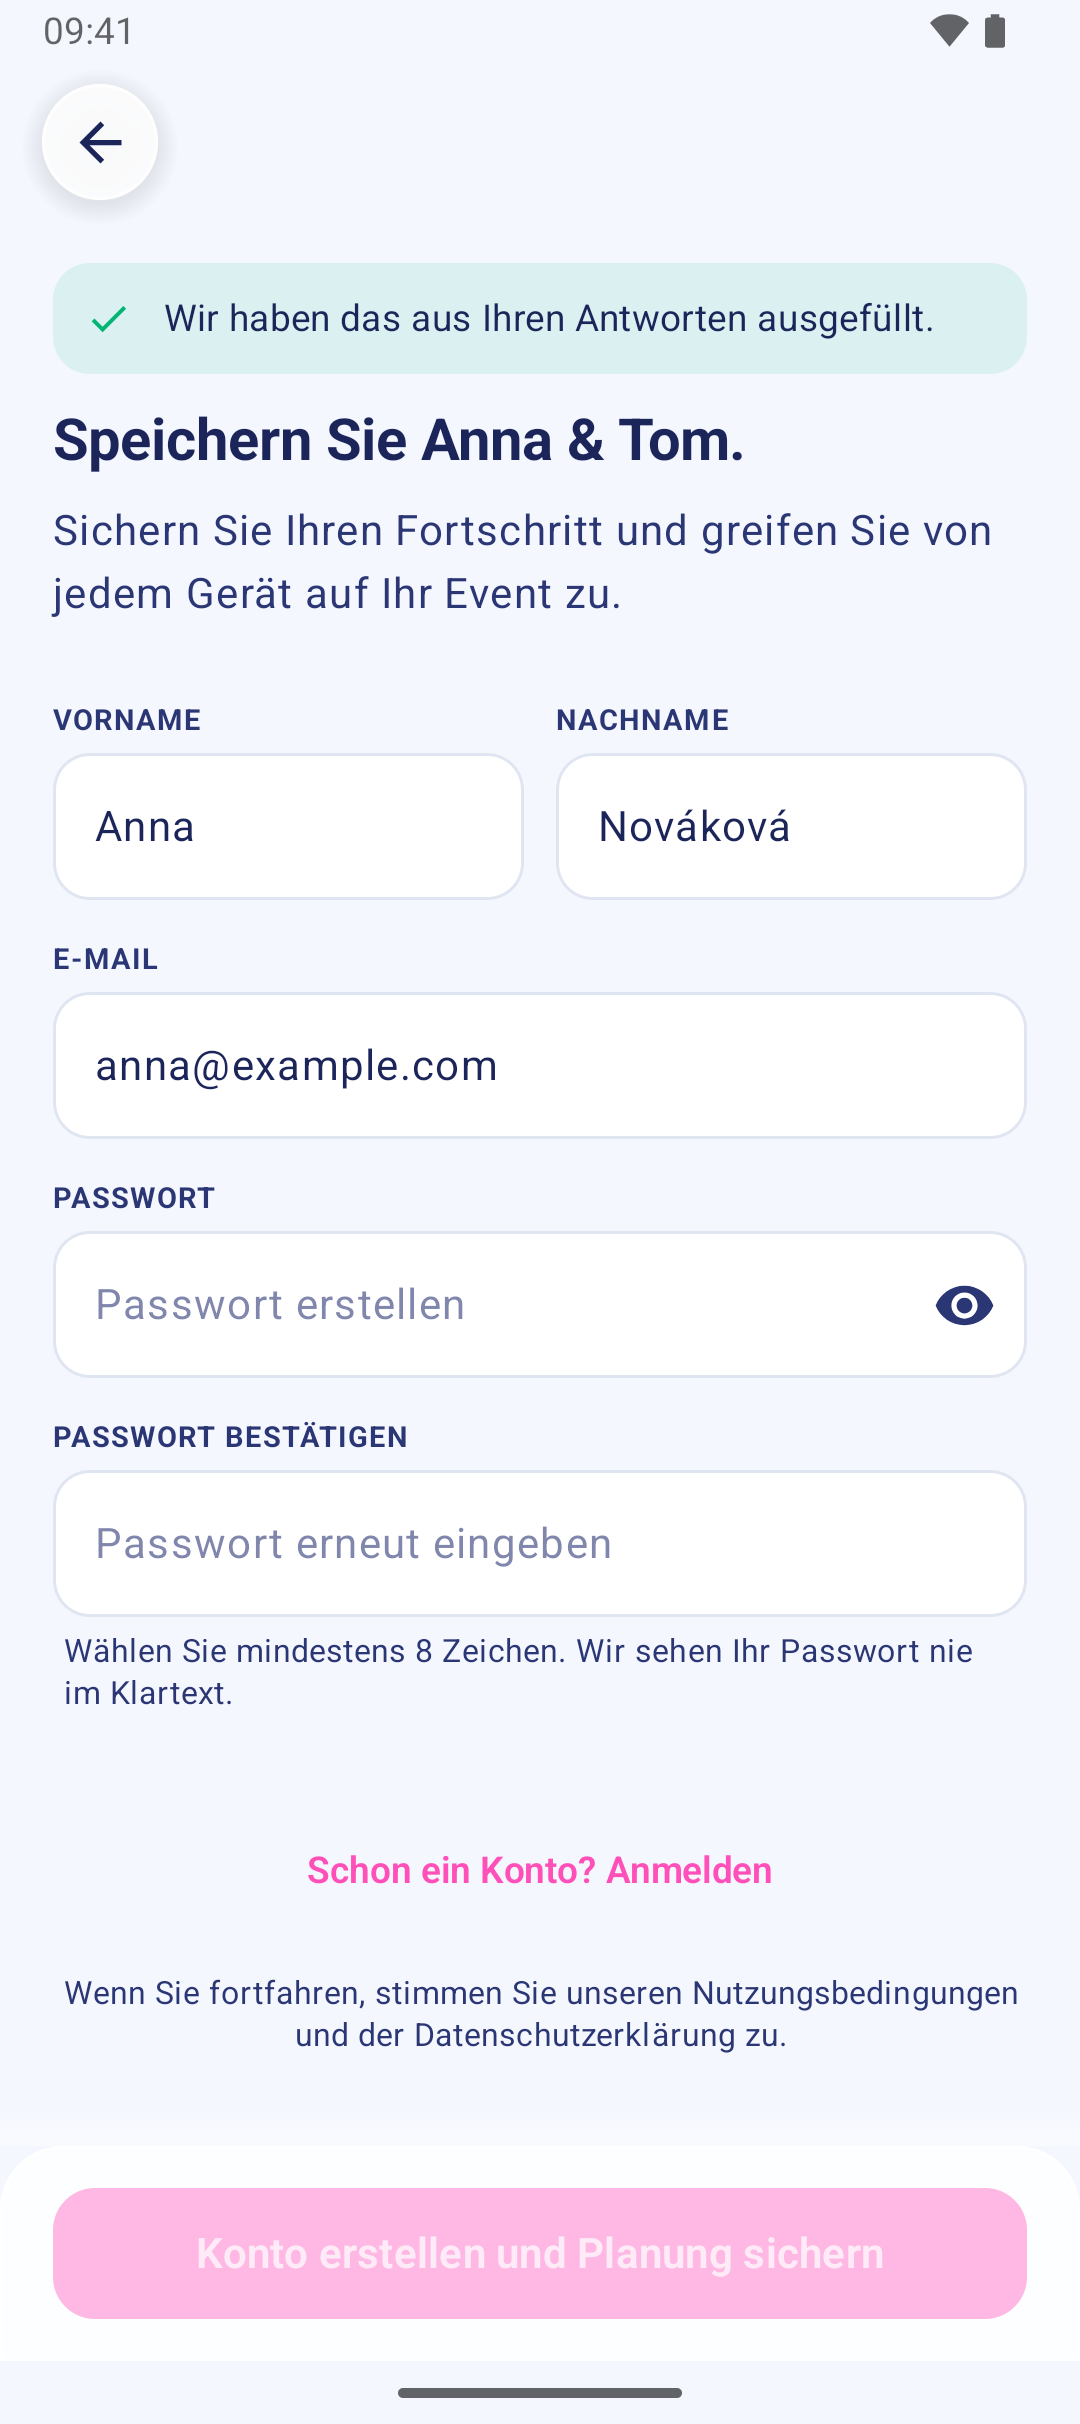 09:41
Wir haben das aus Ihren Antworten ausgefüllt.
Speichern Sie Anna & Tom.
Sichern Sie Ihren Fortschritt und greifen Sie von
jedem Gerät auf Ihr Event zu.
VORNAME
NACHNAME
Anna
Nováková
E-MAIL
anna@example.com
PASSWORT
Passwort erstellen
PASSWORT BESTÄTIGEN
Passwort erneut eingeben
Wählen Sie mindestens 8 Zeichen. Wir sehen Ihr Passwort nie
im Klartext.
Schon ein Konto? Anmelden
Wenn Sie fortfahren, stimmen Sie unseren Nutzungsbedingungen
und der Datenschutzerklärung zu.
Konto erstellen und Planung sichern